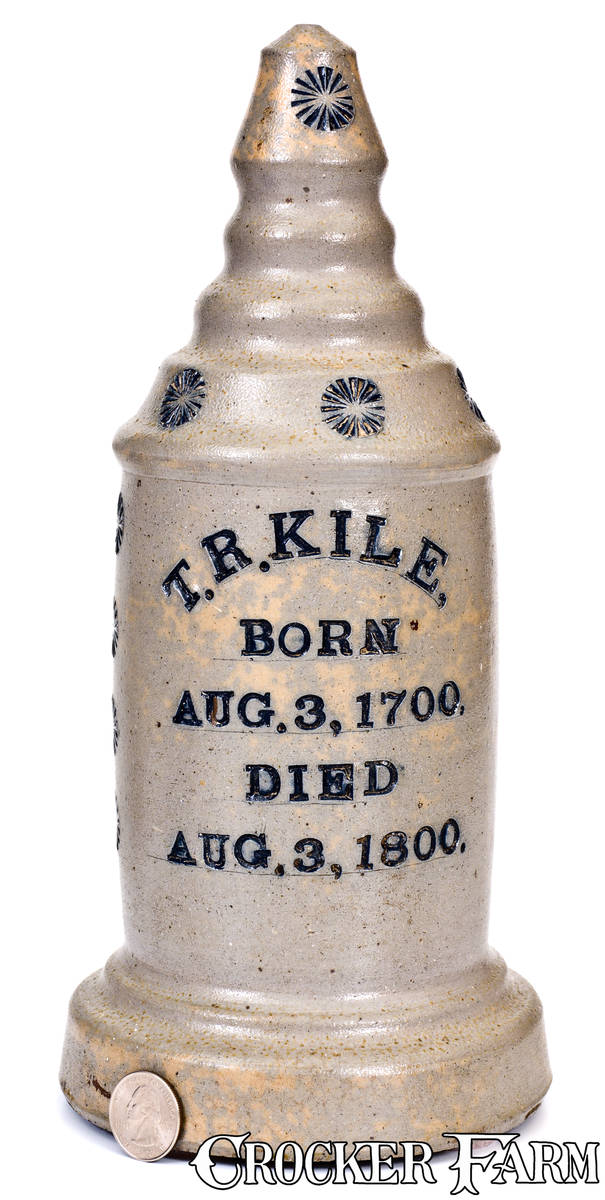 T.R.KILE,
BORN
AUG.3,1700.
DIED
AUG.3,1800.
CROCKER FARM